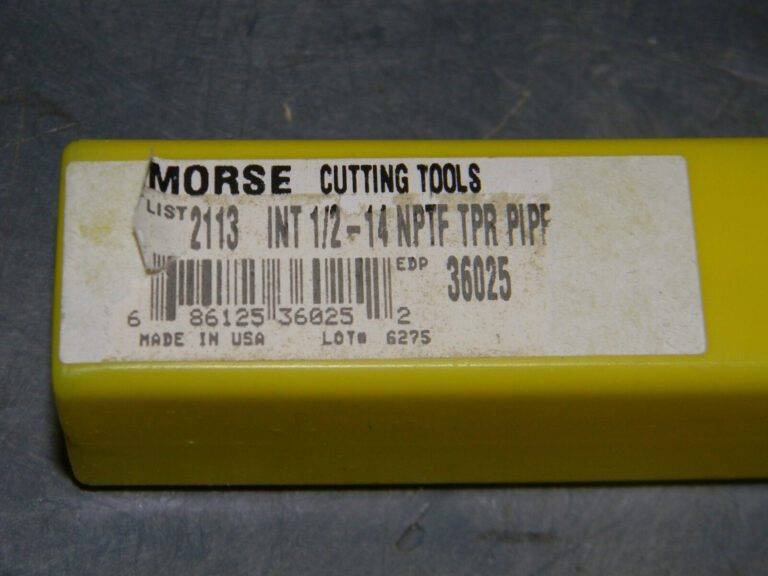 MORSE CUTTING TOOLS
LIST 2113 INT 1/2-14 NPTF TPR PIPE
EDP 36025
6 86125 36025 2
MADE IN USA LOT# 6275